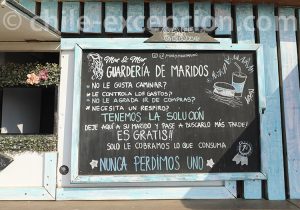 © chile-excepcion.com
Mor & Mor
GUARDERÍA DE MARIDOS
• NO LE GUSTA CAMINAR?
• LE CONTROLA LOS GASTOS?
• NO LE AGRADA IR DE COMPRAS?
• NECESITA UN RESPIRO?
TENEMOS LA SOLUCIÓN
DEJE AQUÍ A SU MARIDO Y PASE A BUSCARLO MÁS TARDE!
ES GRATIS!!
SOLO LE COBRAMOS LO QUE CONSUMA
NUNCA PERDIMOS UNO